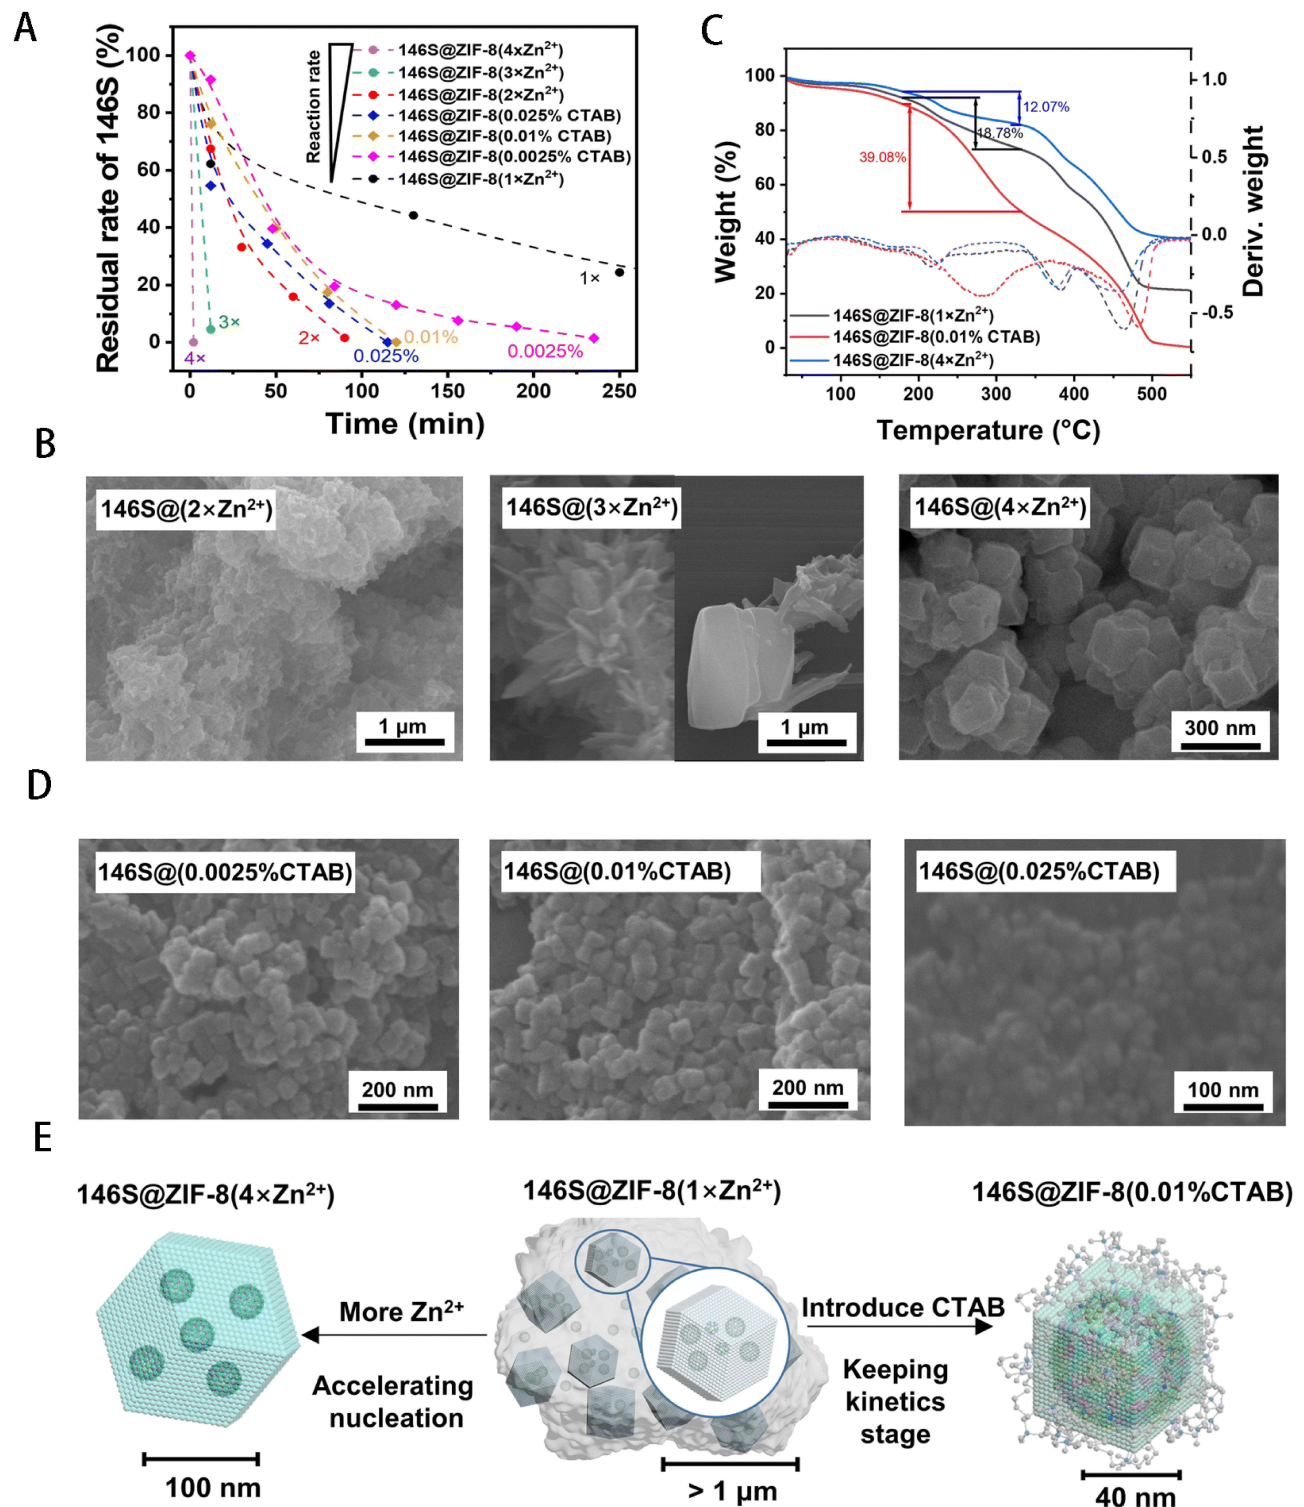 A
Residual rate of 146S (%)
100
80
60
40
20
0
0
50
100
150
200
250
Time (min)
Reaction rate
146S@ZIF-8(4xZn²⁺)
146S@ZIF-8(3×Zn²⁺)
146S@ZIF-8(2×Zn²⁺)
146S@ZIF-8(0.025% CTAB)
146S@ZIF-8(0.01% CTAB)
146S@ZIF-8(0.0025% CTAB)
146S@ZIF-8(1×Zn²⁺)
1×
3×
4×
2×
0.025%
0.01%
0.0025%
C
Weight (%)
100
80
60
40
20
0
100
200
300
400
500
Temperature (°C)
1.0
0.5
0.0
-0.5
Deriv. weight
12.07%
18.78%
39.08%
146S@ZIF-8(1×Zn²⁺)
146S@ZIF-8(0.01% CTAB)
146S@ZIF-8(4×Zn²⁺)
B
146S@(2×Zn²⁺)
1 μm
146S@(3×Zn²⁺)
1 μm
146S@(4×Zn²⁺)
300 nm
D
146S@(0.0025%CTAB)
200 nm
146S@(0.01%CTAB)
200 nm
146S@(0.025%CTAB)
100 nm
E
146S@ZIF-8(4×Zn²⁺)
146S@ZIF-8(1×Zn²⁺)
146S@ZIF-8(0.01%CTAB)
More Zn²⁺
Accelerating
nucleation
Introduce CTAB
Keeping
kinetics
stage
100 nm
> 1 μm
40 nm